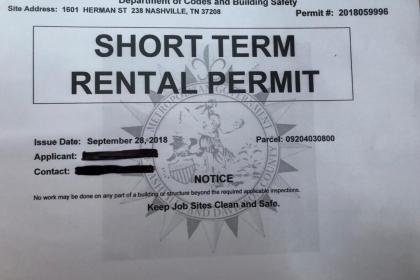 Department of Codes and Building Safety
Site Address: 1601 HERMAN ST 238 NASHVILLE, TN 37208
Permit #: 2018059996
SHORT TERM
RENTAL PERMIT
Issue Date: September 28, 2018
Parcel: 09204030800
Applicant:
Contact:
NOTICE
No work may be done on any part of a building or structure beyond the required applicable inspections.
Keep Job Sites Clean and Safe.